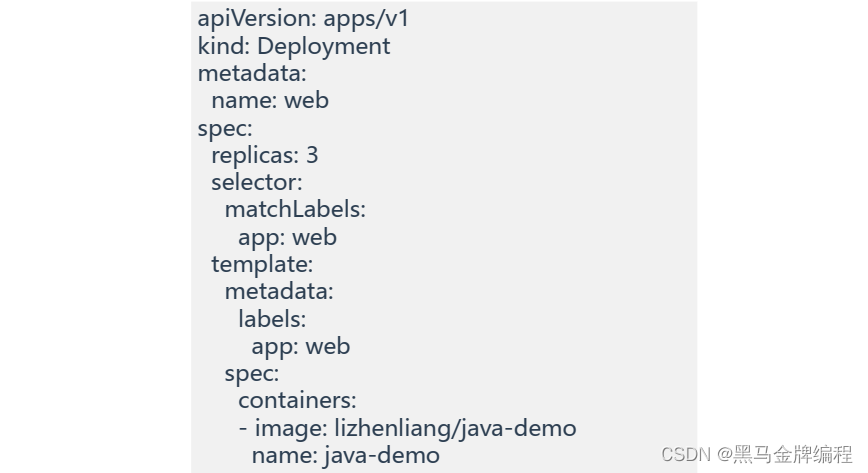 apiVersion: apps/v1
kind: Deployment
metadata:
  name: web
spec:
  replicas: 3
  selector:
    matchLabels:
      app: web
  template:
    metadata:
      labels:
        app: web
    spec:
      containers:
      - image: lizhenliang/java-demo
        name: java-demo
CSDN @黑马金牌编程